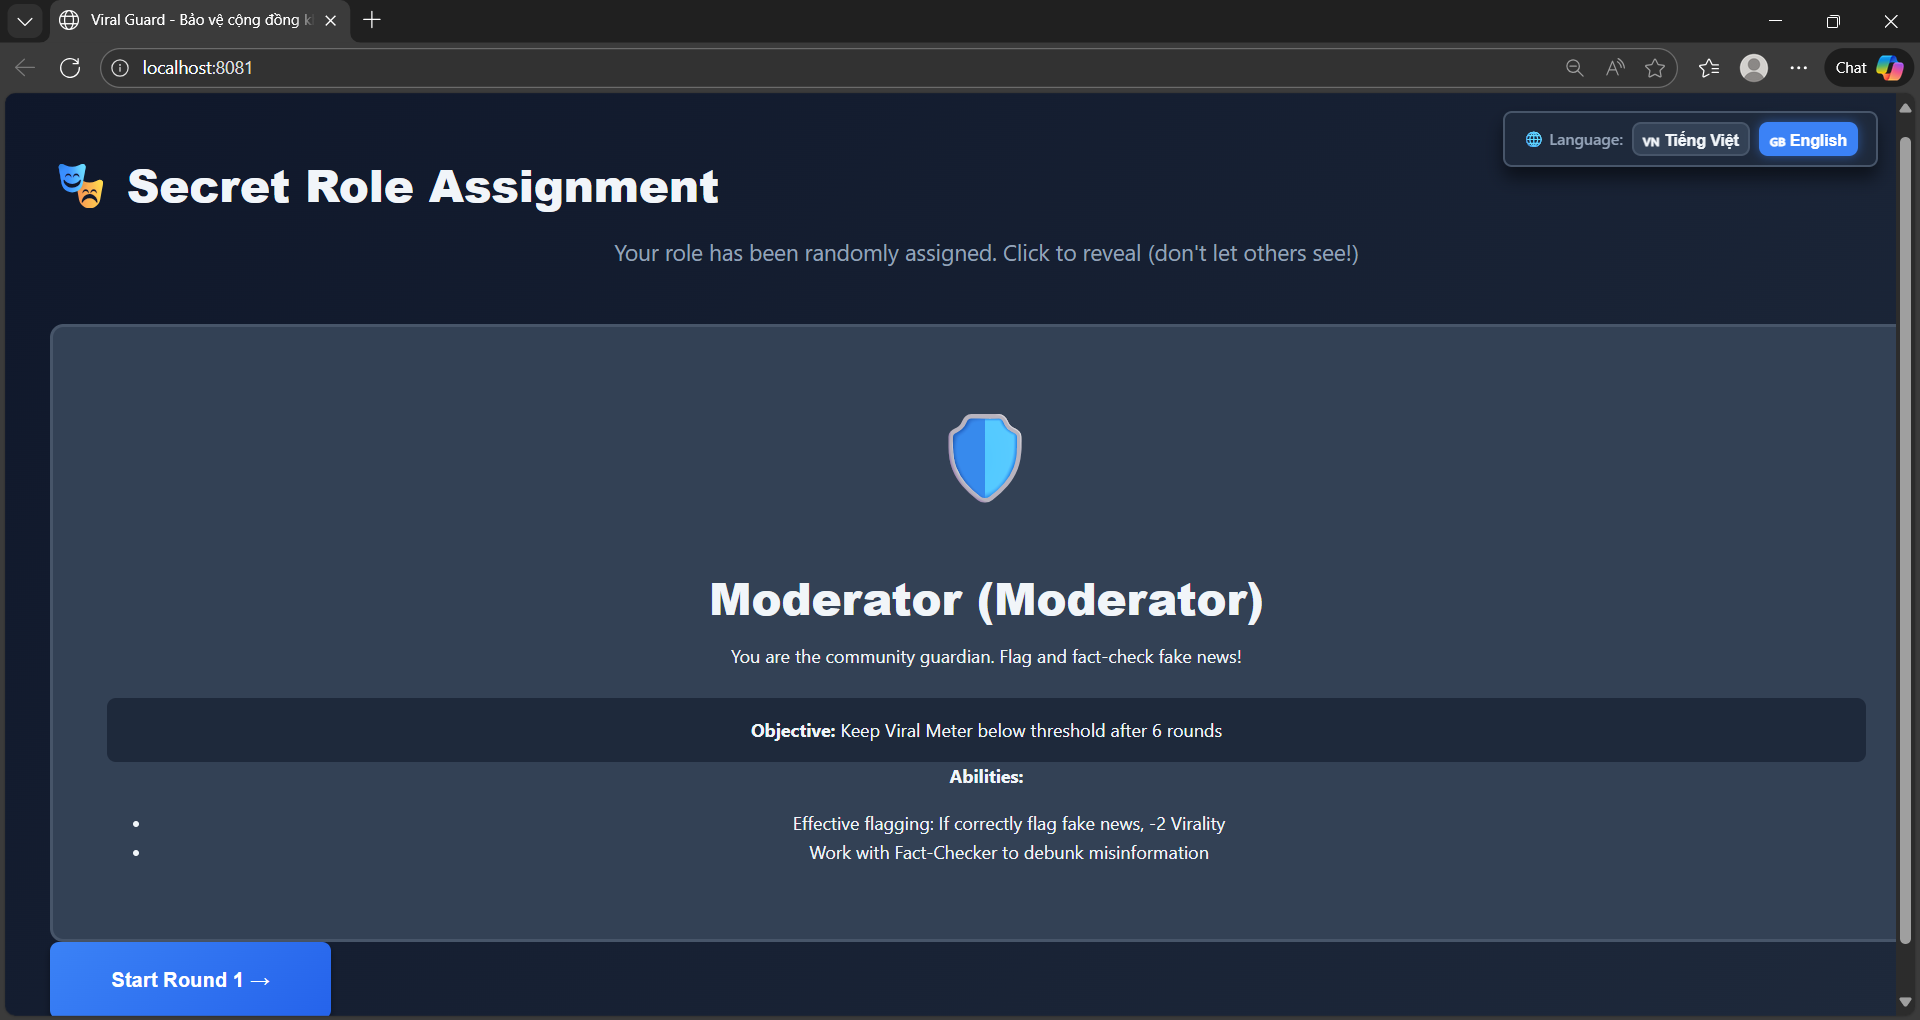 Viral Guard - Bảo vệ cộng đồng
localhost:8081
Chat
Language: VN Tiếng Việt GB English
Secret Role Assignment
Your role has been randomly assigned. Click to reveal (don't let others see!)
Moderator (Moderator)
You are the community guardian. Flag and fact-check fake news!
Objective: Keep Viral Meter below threshold after 6 rounds
Abilities:
• Effective flagging: If correctly flag fake news, -2 Virality
• Work with Fact-Checker to debunk misinformation
Start Round 1 →